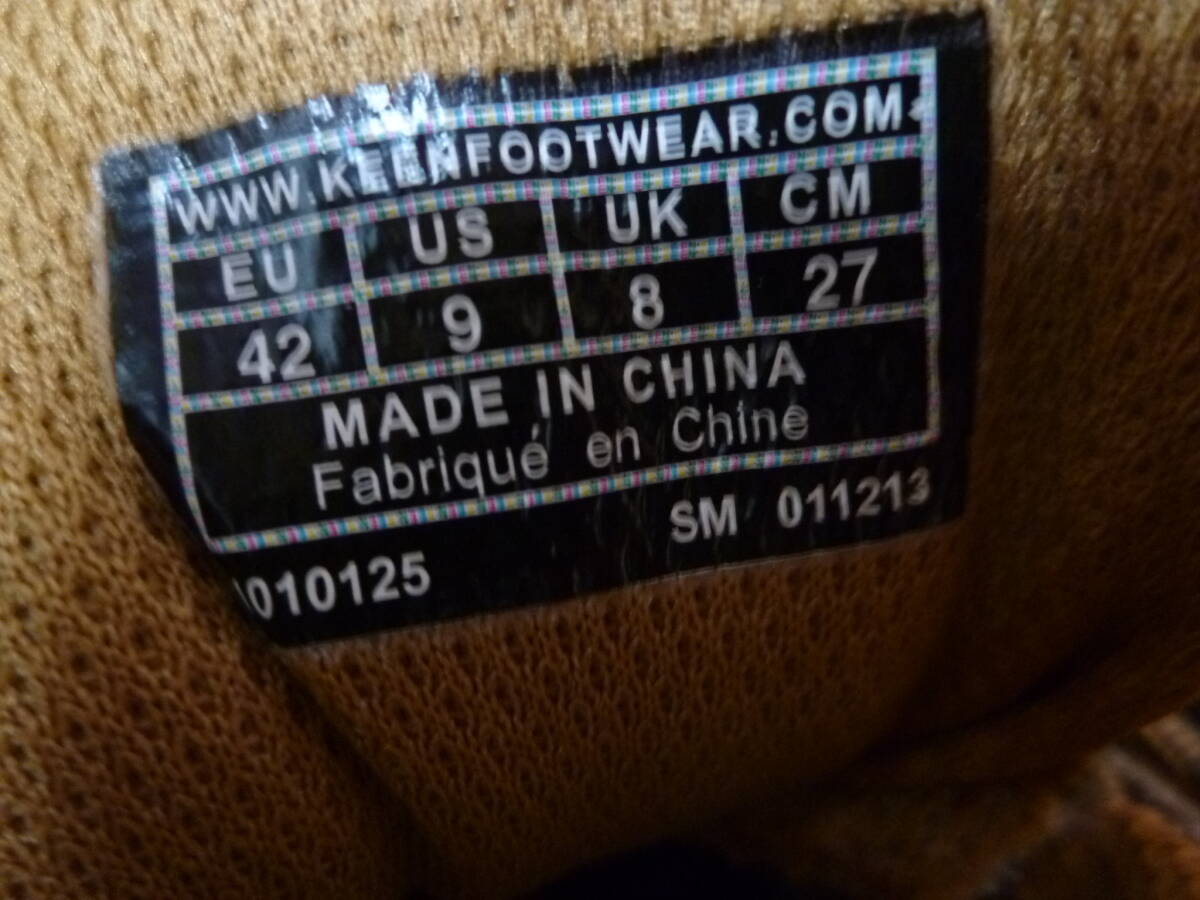 WWW.KEENFOOTWEAR.COM
EU US UK CM
42 9 8 27
MADE IN CHINA
Fabriqué en Chine
SM 011213
1010125